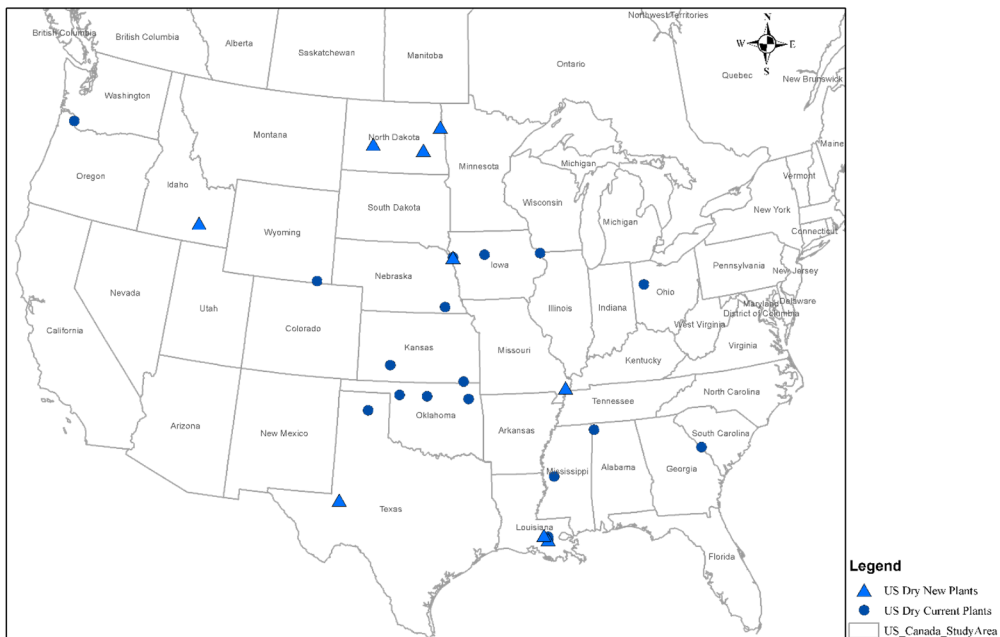 Northwest Territories
N
British Columbia
British Columbia
Alberta
Saskatchewan
Manitoba
Ontario
W
E
S
Quebec
New Brunswick
Washington
Montana
North Dakota
Minnesota
Michigan
Maine
Oregon
Idaho
South Dakota
Wisconsin
Michigan
Vermont
New York
Connecticut
Wyoming
Nebraska
Iowa
Pennsylvania
New Jersey
Nevada
Utah
Colorado
Illinois
Indiana
Ohio
Maryland
Delaware
District of Columbia
California
Kansas
Missouri
West Virginia
Virginia
Kentucky
Arizona
New Mexico
Oklahoma
Arkansas
Tennessee
North Carolina
South Carolina
Texas
Mississippi
Alabama
Georgia
Louisiana
Florida
Legend
US Dry New Plants
US Dry Current Plants
US_Canada_StudyArea